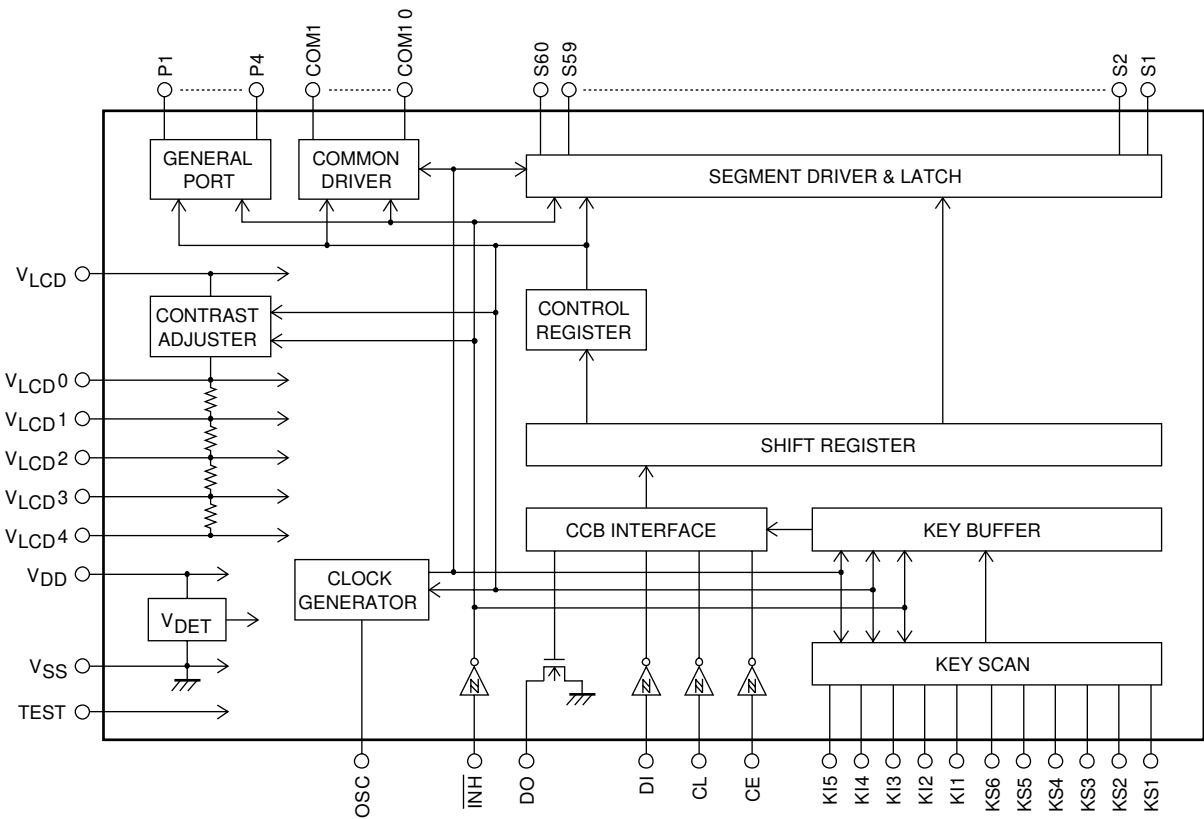 P1
P4
COM1
COM10
S60
S59
S2
S1
GENERAL
PORT
COMMON
DRIVER
SEGMENT DRIVER & LATCH
VLCD
CONTRAST
ADJUSTER
CONTROL
REGISTER
VLCD0
VLCD1
VLCD2
VLCD3
VLCD4
SHIFT REGISTER
CCB INTERFACE
KEY BUFFER
VDD
CLOCK
GENERATOR
VDET
VSS
KEY SCAN
TEST
OSC
INH
DO
DI
CL
CE
KI5
KI4
KI3
KI2
KI1
KS6
KS5
KS4
KS3
KS2
KS1